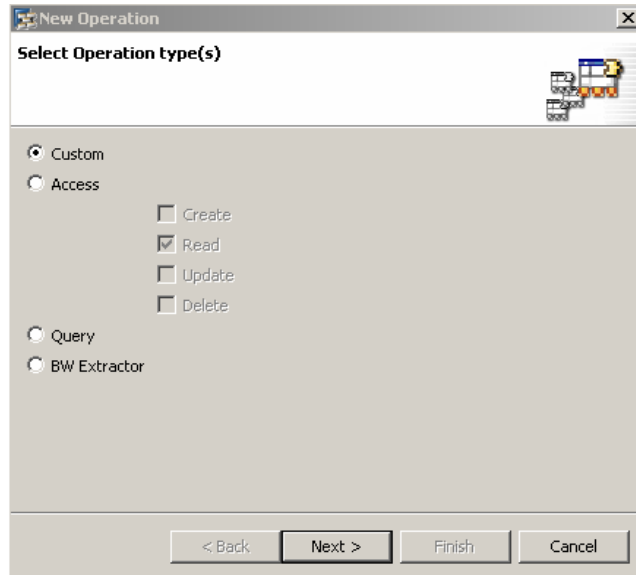 New Operation
Select Operation type(s)
Custom
Access
Create
Read
Update
Delete
Query
BW Extractor
< Back Next > Finish Cancel